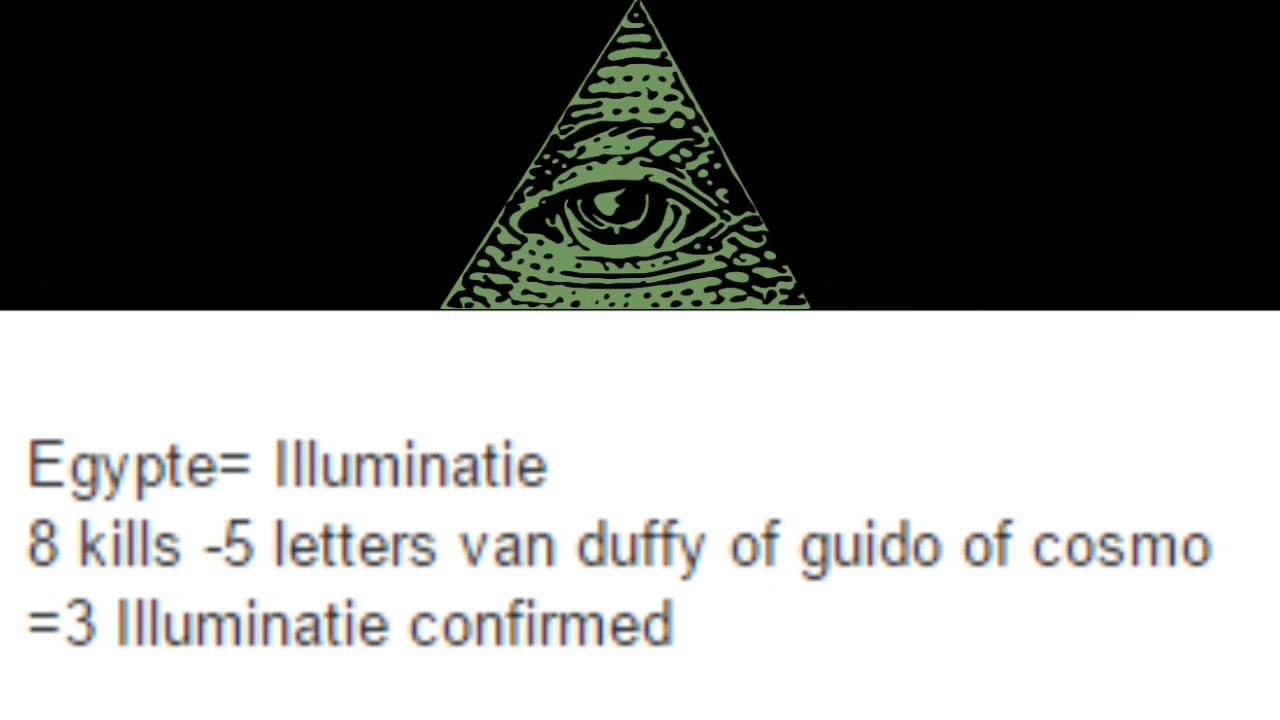 Egypte= Illuminatie
8 kills -5 letters van duffy of guido of cosmo
=3 Illuminatie confirmed